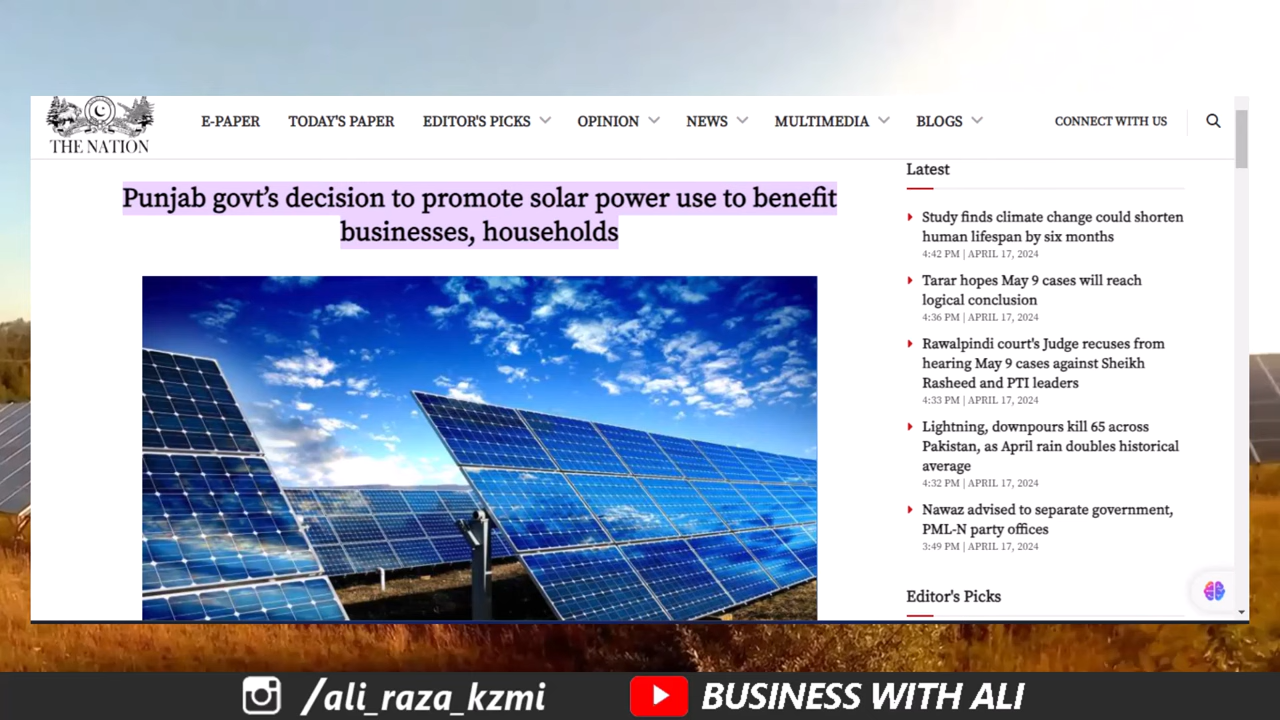 THE NATION
E-PAPER
TODAY'S PAPER
EDITOR'S PICKS
OPINION
NEWS
MULTIMEDIA
BLOGS
CONNECT WITH US
Punjab govt’s decision to promote solar power use to benefit
businesses, households
Latest
Study finds climate change could shorten
human lifespan by six months
4:42 PM | APRIL 17, 2024
Tarar hopes May 9 cases will reach
logical conclusion
4:36 PM | APRIL 17, 2024
Rawalpindi court's Judge recuses from
hearing May 9 cases against Sheikh
Rasheed and PTI leaders
4:33 PM | APRIL 17, 2024
Lightning, downpours kill 65 across
Pakistan, as April rain doubles historical
average
4:32 PM | APRIL 17, 2024
Nawaz advised to separate government,
PML-N party offices
3:49 PM | APRIL 17, 2024
Editor's Picks
/ali_raza_kzmi
BUSINESS WITH ALI